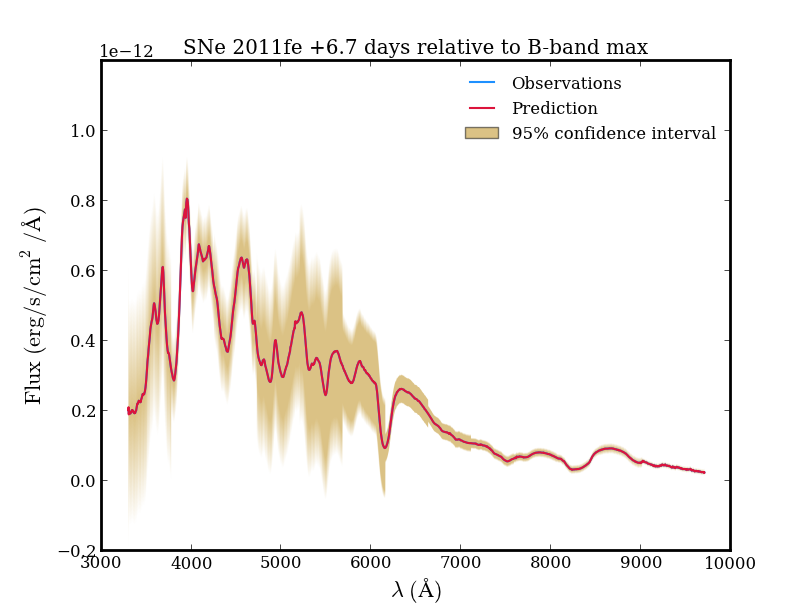 SNe 2011fe +6.7 days relative to B-band max
1e−12
Observations
Prediction
95% confidence interval
1.0
0.8
0.6
0.4
0.2
0.0
−0.2
Flux (erg/s/cm² /Å)
3000 4000 5000 6000 7000 8000 9000 10000
λ (Å)